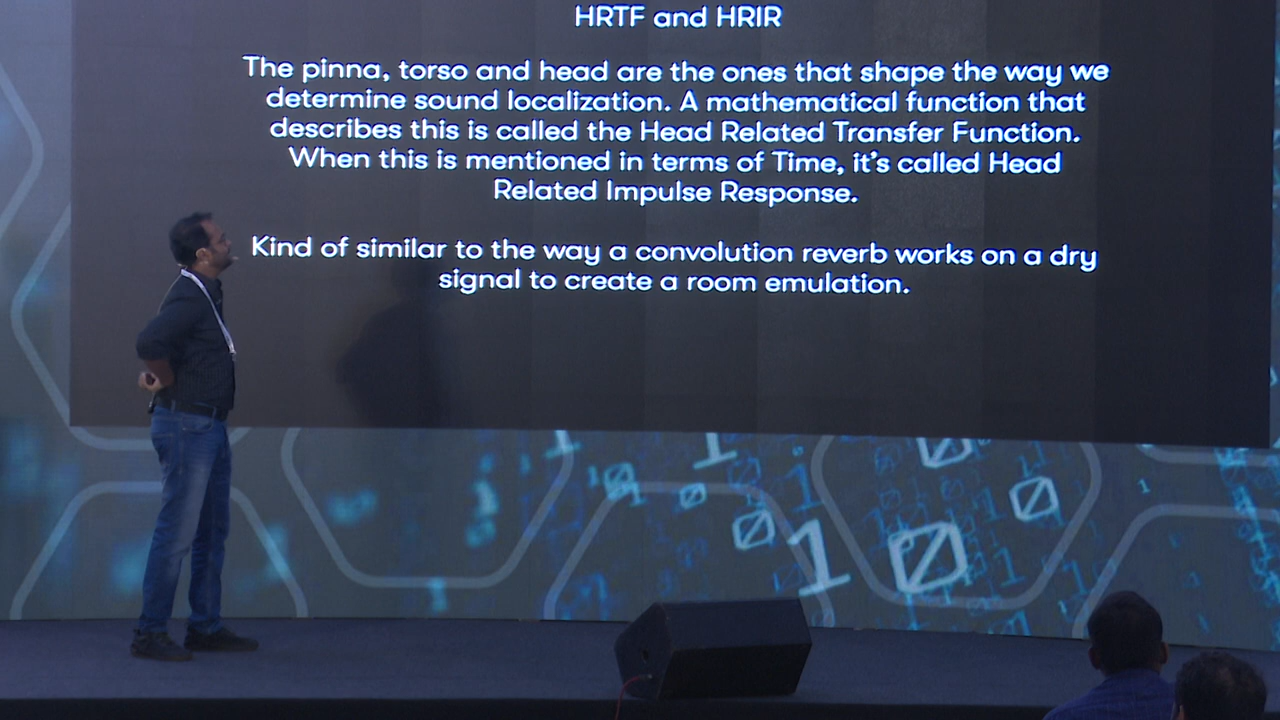 HRTF and HRIR
The pinna, torso and head are the ones that shape the way we
determine sound localization. A mathematical function that
describes this is called the Head Related Transfer Function.
When this is mentioned in terms of Time, it's called Head
Related Impulse Response.
Kind of similar to the way a convolution reverb works on a dry
signal to create a room emulation.